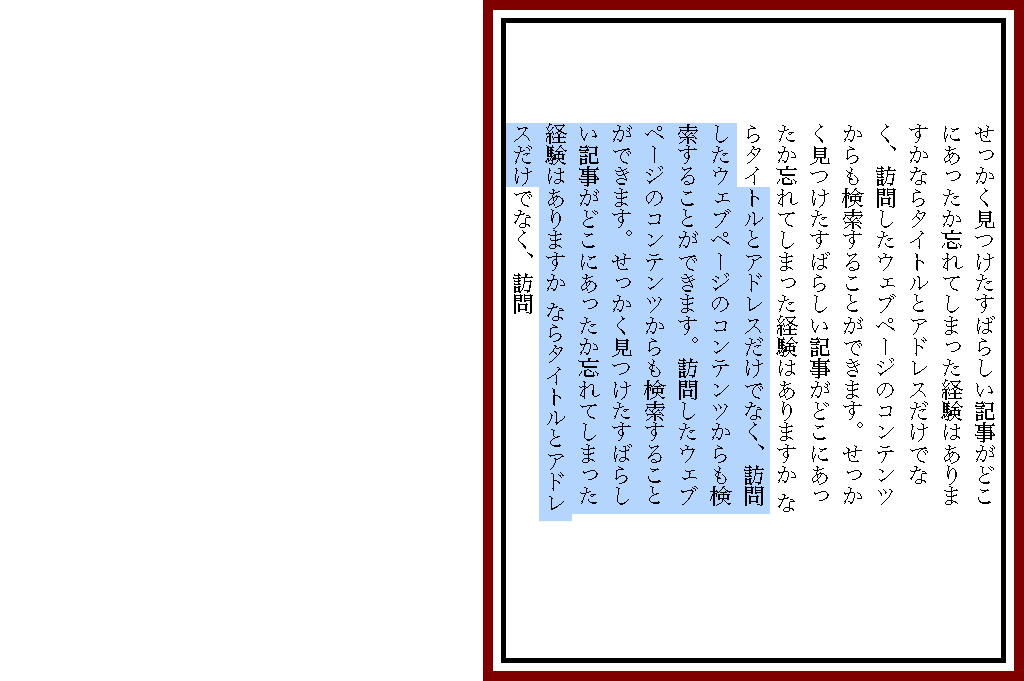 せっかく見つけたすばらしい記事がどこ
にあったか忘れてしまった経験はありま
すかならタイトルとアドレスだけでな
く、訪問したウェブページのコンテンツ
からも検索することができます。せっか
く見つけたすばらしい記事がどこにあっ
たか忘れてしまった経験はありますか な
らタイトルとアドレスだけでなく、訪問
したウェブページのコンテンツからも検
索することができます。訪問したウェブ
ページのコンテンツからも検索すること
ができます。せっかく見つけたすばらし
い記事がどこにあったか忘れてしまった
経験はありますか ならタイトルとアドレ
スだけでなく、訪問